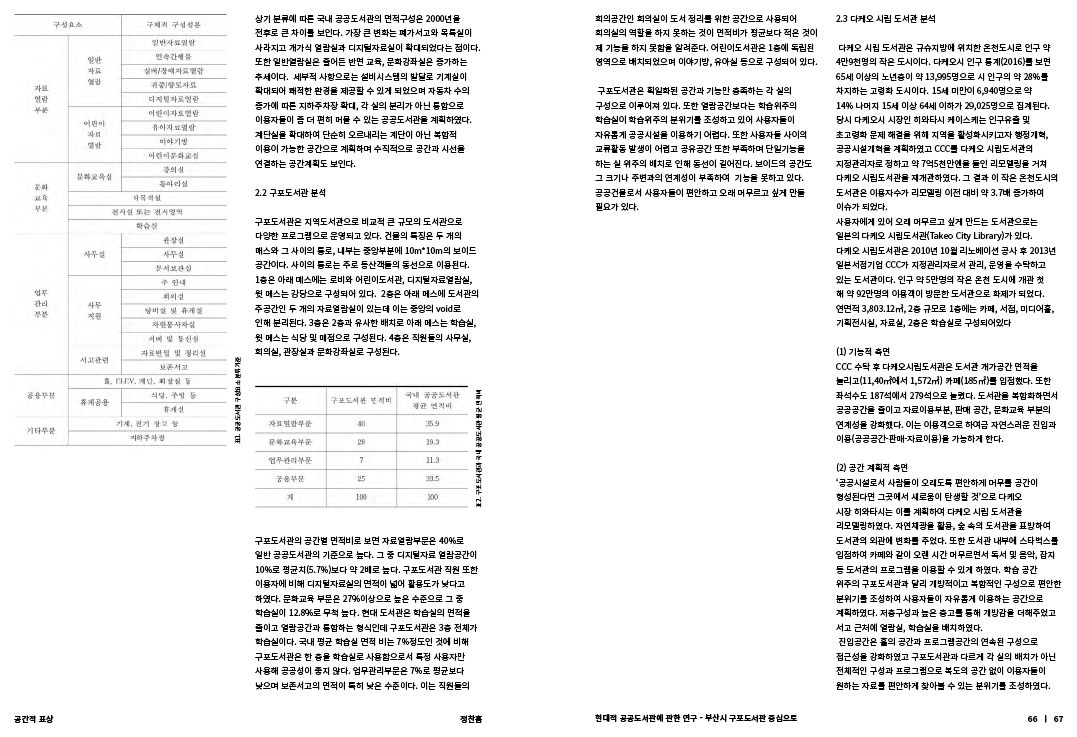 구성요소 구체적 구성성분
자료
열람
부분
일반
자료
열람
일반자료열람
연속간행물
실버/장애자료열람
귀중/향토자료
디지털자료열람
어린이
자료
열람
어린이자료열람
유아자료열람
이야기방
어린이문화교실
문화
교육
부분
문화교육실
강의실
동아리실
다목적실
전시실 또는 전시영역
학습실
업무
관리
부분
사무실
관장실
사무실
문서보관실
사무
지원
주 안내
회의실
탕비실 및 휴게실
자원봉사자실
서버 및 통신실
서고관련
자료반입 및 정리실
보존서고
공용부분
홀, ELEV, 계단, 화장실 등
휴게공용
식당, 주방 등
휴게실
기타부분
기계, 전기 창고 등
지하주차장
표1. 공공도서관 구성요소 분류기준
상기 분류에 따른 국내 공공도서관의 면적구성은 2000년을
전후로 큰 차이를 보인다. 가장 큰 변화는 폐가서고와 목록실이
사라지고 개가식 열람실과 디지털자료실이 확대되었다는 점이다.
또한 일반열람실은 줄어든 반면 교육, 문화강좌실은 증가하는
추세이다. 세부적 사항으로는 설비시스템의 발달로 기계실이
확대되어 쾌적한 환경을 제공할 수 있게 되었으며 자동차 수의
증가에 따른 지하주차장 확대, 각 실의 분리가 아닌 통합으로
이용자들이 좀 더 편히 머물 수 있는 공공도서관을 계획하였다.
계단실을 확대하여 단순히 오르내리는 계단이 아닌 복합적
이용이 가능한 공간으로 계획하며 수직적으로 공간과 시선을
연결하는 공간계획도 보인다.
2.2 구포도서관 분석
구포도서관은 지역도서관으로 비교적 큰 규모의 도서관으로
다양한 프로그램으로 운영되고 있다. 건물의 특징은 두 개의
매스와 그 사이의 통로, 내부는 중앙부분에 10m*10m의 보이드
공간이다. 사이의 통로는 주로 등산객들의 동선으로 이용된다.
1층은 아래 매스에는 로비와 어린이도서관, 디지털자료열람실,
윗 메스는 강당으로 구성되어 있다. 2층은 아래 메스에 도서관의
주공간인 두 개의 자료열람실이 있는데 이는 중앙의 void로
인해 분리된다. 3층은 2층과 유사한 배치로 아래 메스는 학습실,
윗 메스는 식당 및 매점으로 구성된다. 4층은 직원들의 사무실,
회의실, 관장실과 문화강좌실로 구성된다.
구분 구포도서관 면적비 국내 공공도서관
평균 면적비
자료열람부문 40 35.9
문화교육부문 28 19.3
업무관리부문 7 11.3
공용부문 25 33.5
계 100 100
표2. 구포도서관과 국내 공공도서관 평균 면적비
구포도서관의 공간별 면적비로 보면 자료열람부문은 40%로
일반 공공도서관의 기준으로 높다. 그 중 디지털자료 열람공간이
10%로 평균치(5.7%)보다 약 2배로 높다. 구포도서관 직원 또한
이용자에 비해 디지털자료실의 면적이 넓어 활용도가 낮다고
하였다. 문화교육 부문은 27%이상으로 높은 수준으로 그 중
학습실이 12.8%로 무척 높다. 현대 도서관은 학습실의 면적을
줄이고 열람공간과 통합하는 형식인데 구포도서관은 3층 전체가
학습실이다. 국내 평균 학습실 면적 비는 7%정도인 것에 비해
구포도서관은 한 층을 학습실로 사용함으로서 특정 사용자만
사용해 공공성이 좋지 않다. 업무관리부문은 7%로 평균보다
낮으며 보존서고의 면적이 특히 낮은 수준이다. 이는 직원들의
회의공간인 회의실이 도서 정리를 위한 공간으로 사용되어
회의실의 역할을 하지 못하는 것이 면적비가 평균보다 적은 것이
제 기능을 하지 못함을 알려준다. 어린이도서관은 1층에 독립된
영역으로 배치되었으며 이야기방, 유아실 등으로 구성되어 있다.
구포도서관은 획일화된 공간과 기능만 충족하는 각 실의
구성으로 이루어져 있다. 또한 열람공간보다는 학습위주의
학습실이 학습위주의 분위기를 조성하고 있어 사용자들이
자유롭게 공공시설을 이용하기 어렵다. 또한 사용자 사이의
교류활동 발생이 어렵고 공유공간 또한 부족하며 단일기능을
하는 실 위주의 배치로 인해 동선이 길어진다. 보이드의 공간도
그 크기나 주변과의 연계성이 부족하여 기능을 못하고 있다.
공공건물로서 사용자들이 편안하고 오래 머무르고 싶게 만들
필요가 있다.
2.3 다케오 시립 도서관 분석
다케오 시립 도서관은 규슈지방에 위치한 온천도시로 인구 약
4만9천명의 작은 도시이다. 다케오시 인구 통계(2016)를 보면
65세 이상의 노년층이 약 13,995명으로 시 인구의 약 28%를
차지하는 고령화 도시이다. 15세 미만이 6,940명으로 약
14% 나머지 15세 이상 64세 이하가 29,025명으로 집계된다.
당시 다케오시 시장인 히와타시 케이스케는 인구유출 및
초고령화 문제 해결을 위해 지역을 활성화시키고자 행정개혁,
공공시설개혁을 계획하였고 CCC를 다케오 시립도서관의
지정관리자로 정하고 약 7억5천만엔을 들인 리모델링을 거쳐
다케오 시립도서관을 재개관하였다. 그 결과 이 작은 온천도시의
도서관은 이용자수가 리모델링 이전 대비 약 3.7배 증가하여
이슈가 되었다.
사용자에게 있어 오래 머무르고 싶게 만드는 도서관으로는
일본의 다케오 시립도서관(Takeo City Library)가 있다.
다케오 시립도서관은 2010년 10월 리노베이션 공사 후 2013년
일본서점기업 CCC가 지정관리자로서 관리, 운영을 수탁하고
있는 도서관이다. 인구 약 5만명의 작은 온천 도시에 개관 첫
해 약 92만명의 이용객이 방문한 도서관으로 화제가 되었다.
연면적 3,803.12㎡, 2층 규모로 1층에는 카페, 서점, 미디어홀,
기획전시실, 자료실, 2층은 학습실로 구성되어있다
(1) 기능적 측면
CCC 수탁 후 다케오시립도서관은 도서관 개가공간 면적을
늘리고(11,40㎡에서 1,572㎡) 카페(185㎡)를 입점했다. 또한
좌석수도 187석에서 279석으로 늘렸다. 도서관을 복합화하면서
공공공간을 줄이고 자료이용부분, 판매 공간, 문화교육 부분의
연계성을 강화했다. 이는 이용객으로 하여금 자연스러운 진입과
이용(공공공간·판매·자료이용)을 가능하게 한다.
(2) 공간 계획적 측면
‘공공시설로서 사람들이 오래도록 편안하게 머무를 공간이
형성된다면 그곳에서 새로움이 탄생할 것’으로 다케오
시장 히와타시는 이를 계획하여 다케오 시립 도서관을
리모델링하였다. 자연채광을 활용, 숲 속의 도서관을 표방하여
도서관의 외관에 변화를 주었다. 또한 도서관 내부에 스타벅스를
입점하여 카페와 같이 오랜 시간 머무르면서 독서 및 음악, 잡지
등 도서관의 프로그램을 이용할 수 있게 하였다. 학습 공간
위주의 구포도서관과 달리 개방적이고 복합적인 구성으로 편안한
분위기를 조성하여 사용자들이 자유롭게 이용하는 공간으로
계획하였다. 저층구성과 높은 층고를 통해 개방감을 더해주었고
서고 근처에 열람실, 학습실을 배치하였다.
진입공간은 홀의 공간과 프로그램공간의 연속된 구성으로
접근성을 강화하였고 구포도서관과 다르게 각 실의 배치가 아닌
전체적인 구성과 프로그램으로 복도의 공간 없이 이용자들이
원하는 자료를 편안하게 찾아볼 수 있는 분위기를 조성하였다.
공간적 표상 정찬흠 현대적 공공도서관에 관한 연구 - 부산시 구포도서관 중심으로 66 | 67